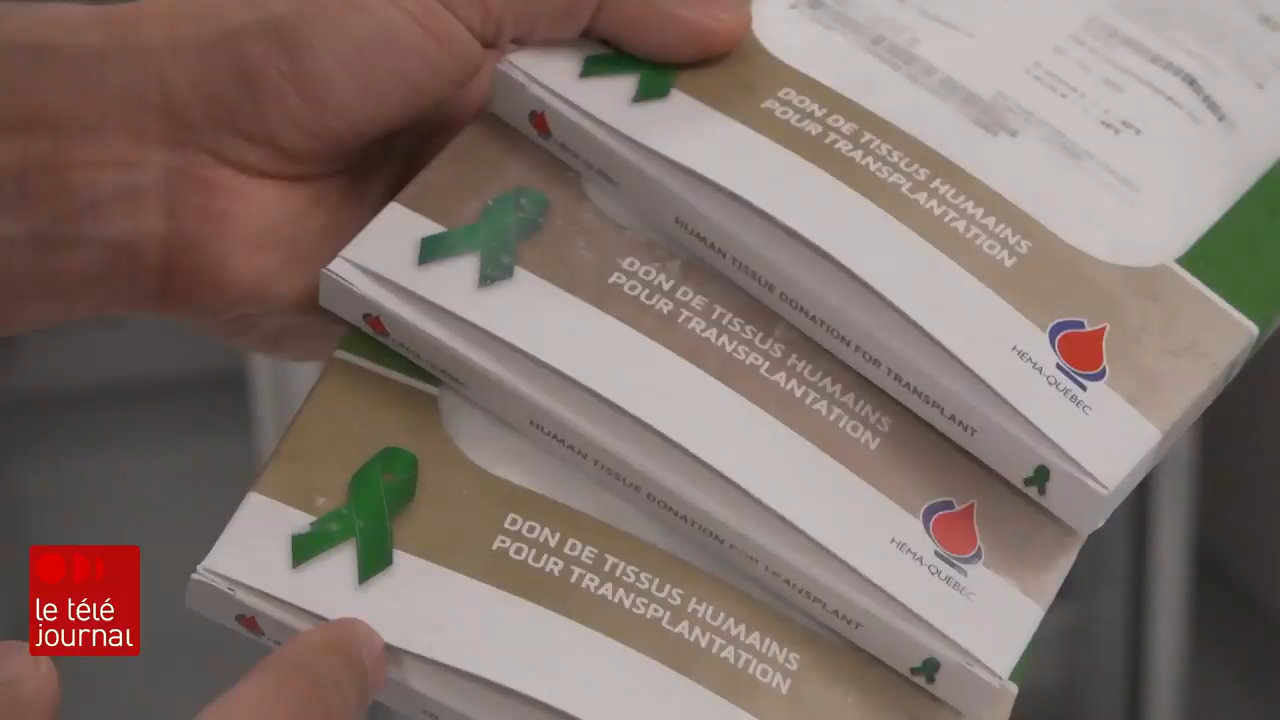 DON DE TISSUS HUMAINS
POUR TRANSPLANTATION
HÉMA-QUÉBEC
HUMAN TISSUE DONATION FOR TRANSPLANT
DON DE TISSUS HUMAINS
POUR TRANSPLANTATION
HÉMA-QUÉBEC
HUMAN TISSUE DONATION FOR TRANSPLANT
DON DE TISSUS HUMAINS
POUR TRANSPLANTATION
le télé
journal